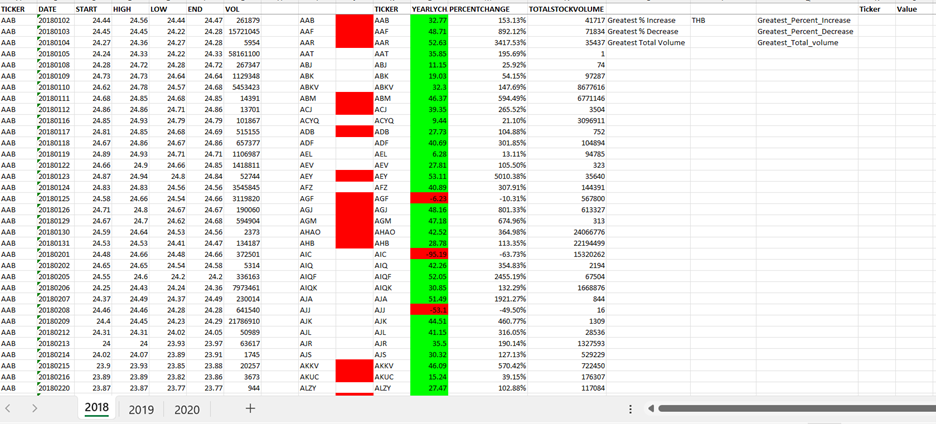 TICKER DATE START HIGH LOW END VOL TICKER YEARLYCH PERCENTCHANGE TOTALSTOCKVOLUME Ticker Value
AAB 20180102 24.44 24.56 24.44 24.47 261879 AAB AAB 32.77 153.13% 41717 Greatest % Increase THB Greatest_Percent_Increase
AAB 20180103 24.45 24.45 24.22 24.28 15721045 AAF AAF 48.71 892.12% 71834 Greatest % Decrease Greatest_Percent_Decrease
AAB 20180104 24.27 24.36 24.27 24.28 5954 AAR AAR 52.63 3417.53% 35437 Greatest Total Volume Greatest_Total_volume
AAB 20180105 24.24 24.33 24.22 24.33 58161100 AAT AAT 35.85 195.69% 1
AAB 20180108 24.28 24.72 24.28 24.72 267347 ABJ ABJ 11.15 25.92% 74
AAB 20180109 24.73 24.73 24.64 24.64 1129348 ABK ABK 19.03 54.15% 97287
AAB 20180110 24.62 24.78 24.57 24.68 5453423 ABKV ABKV 32.3 147.69% 8677616
AAB 20180111 24.68 24.85 24.68 24.85 14391 ABM ABM 46.37 594.49% 6771146
AAB 20180112 24.86 24.86 24.71 24.86 13701 ACJ ACJ 39.35 265.52% 3504
AAB 20180116 24.85 24.93 24.79 24.79 101867 ACYQ ACYQ 9.44 21.10% 3096911
AAB 20180117 24.81 24.85 24.68 24.69 515155 ADB ADB 27.73 104.88% 752
AAB 20180118 24.67 24.86 24.67 24.86 657377 ADF ADF 40.69 301.85% 104894
AAB 20180119 24.89 24.93 24.71 24.71 1106987 AEL AEL 6.28 13.11% 94785
AAB 20180122 24.66 24.9 24.66 24.85 1418811 AEV AEV 27.81 105.50% 323
AAB 20180123 24.87 24.94 24.8 24.84 52744 AEY AEY 53.11 5010.38% 35640
AAB 20180124 24.83 24.83 24.56 24.56 3545845 AFZ AFZ 40.89 307.91% 144391
AAB 20180125 24.58 24.66 24.54 24.66 3119820 AGF AGF -10.31% 567800
AAB 20180126 24.71 24.8 24.67 24.67 190060 AGJ AGJ 48.16 801.33% 613327
AAB 20180129 24.67 24.7 24.62 24.68 594904 AGM AGM 47.18 674.96% 313
AAB 20180130 24.59 24.64 24.53 24.56 2373 AHAO AHAO 42.52 364.98% 24066776
AAB 20180131 24.53 24.53 24.41 24.47 134187 AHB AHB 28.78 113.35% 22194499
AAB 20180201 24.48 24.66 24.48 24.66 372501 AIC AIC -63.73% 15320262
AAB 20180202 24.65 24.65 24.54 24.58 5314 AIQ AIQ 42.26 354.83% 2194
AAB 20180205 24.55 24.6 24.2 24.2 336163 AIQF AIQF 52.05 2455.19% 67504
AAB 20180206 24.25 24.43 24.24 24.36 7973461 AIQK AIQK 30.85 132.29% 1668876
AAB 20180207 24.37 24.49 24.37 24.49 230014 AJA AJA 51.49 1921.27% 844
AAB 20180208 24.46 24.46 24.28 24.28 641540 AJJ AJJ -49.50% 16
AAB 20180209 24.4 24.45 24.23 24.29 21786910 AJK AJK 44.51 460.77% 1309
AAB 20180212 24.31 24.31 24.02 24.05 50989 AJL AJL 41.15 316.05% 28536
AAB 20180213 24 24 23.93 23.97 63617 AJR AJR 35.5 190.14% 1327593
AAB 20180214 24.02 24.07 23.89 23.91 1745 AJS AJS 30.32 127.13% 529229
AAB 20180215 23.9 23.93 23.85 23.88 20257 AKKV AKKV 46.09 570.42% 722450
AAB 20180216 23.89 23.89 23.82 23.86 3673 AKUC AKUC 15.24 39.15% 176307
AAB 20180220 23.87 23.87 23.77 23.77 944 ALZY ALZY 27.47 102.88% 117084
2018 2019 2020 +